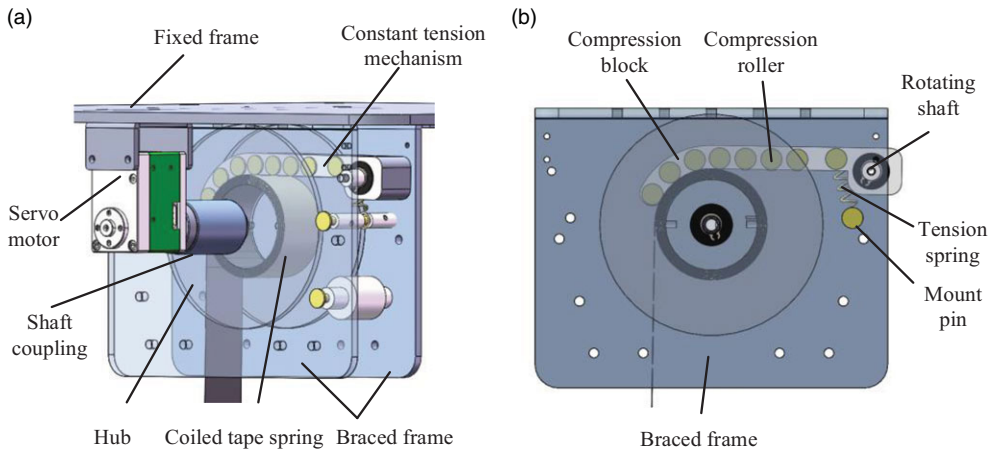 (a)
Fixed frame
Constant tension
mechanism
Servo
motor
Shaft
coupling
Hub
Coiled tape spring
Braced frame
(b)
Compression
block
Compression
roller
Rotating
shaft
Tension
spring
Mount
pin
Braced frame